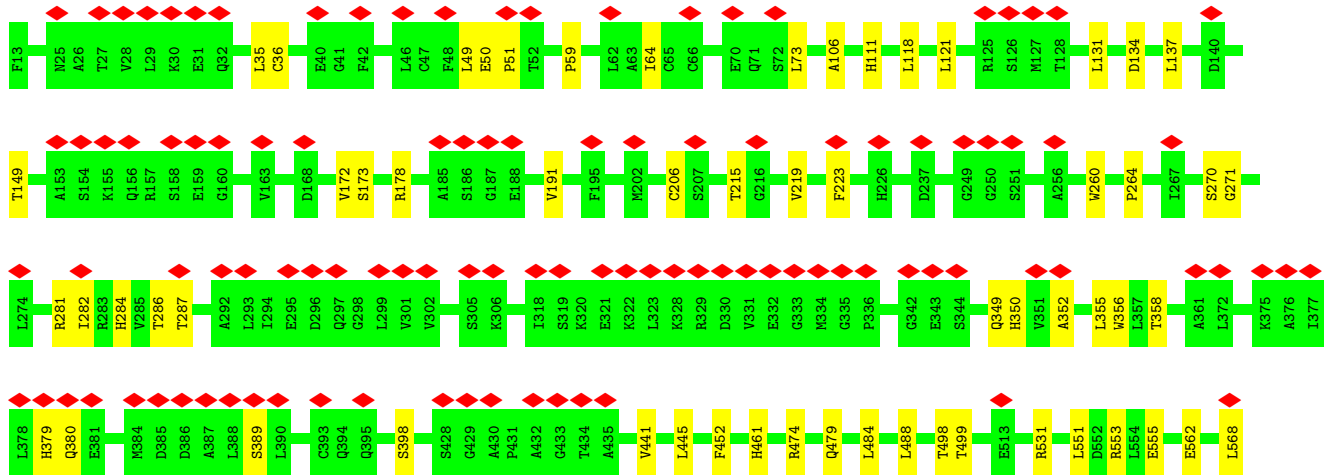 F13 N25 A26 T27 V28 L29 K30 E31 Q32 L35 C36 E40 G41 F42 L46 C47 F48 L49 E50 P51 T52 P59 L62 A63 I64 C65 C66 E70 Q71 S72 L73 A106 H111 L118 L121 R125 S126 M127 T128 L131 D134 L137 D140
T149 A153 S154 K155 Q156 R157 S158 E159 G160 V163 D168 V172 S173 R178 A185 S186 G187 E188 V191 F195 M202 C206 S207 T215 G216 V219 F223 H226 D237 G249 G250 S251 A256 W260 P264 I267 S270 G271
L274 R281 I282 R283 H284 V285 T286 T287 A292 L293 I294 E295 D296 Q297 G298 L299 V301 V302 S305 K306 I318 S319 K320 E321 K322 L323 K328 R329 D330 V331 E332 G333 M334 G335 P336 G342 E343 S344 Q349 H350 V351 A352 L355 W356 L357 T358 A361 L372 K375 A376 I377
L378 H379 Q380 E381 M384 D385 D386 A387 L388 S389 L390 C393 Q394 Q395 S398 S428 G429 A430 P431 A432 G433 T434 A435 V441 L445 F452 H461 R474 Q479 L484 L488 T498 T499 E513 R531 L551 D552 R553 L554 E555 E562 L568